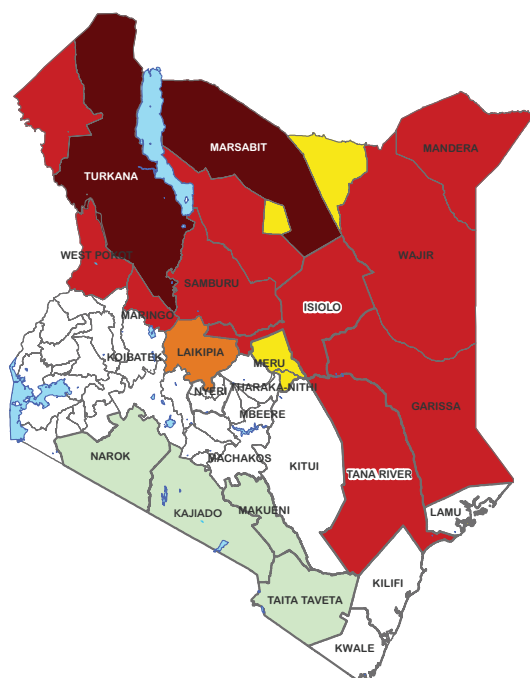 MARSABIT
MANDERA
TURKANA
WEST POKOT
WAJIR
SAMBURU
ISIOLO
MARINGO
KOIBATEK
LAIKIPIA
MERU
THARAKA NITHI
NYERI
GARISSA
MBEERE
NAROK
MACHAKOS
KITUI
TANA RIVER
KAJIADO
MAKUENI
LAMU
KILIFI
TAITA TAVETA
KWALE